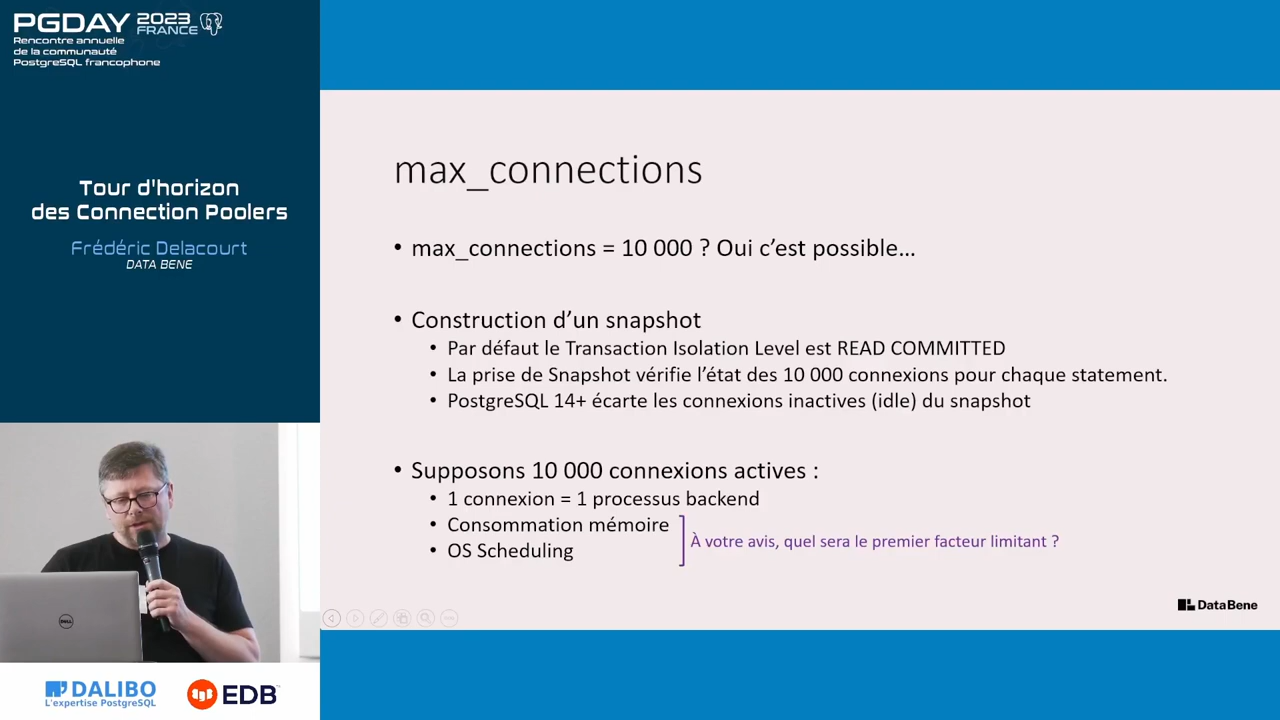 PGDAY 2023 FRANCE
Rencontre annuelle
de la communauté
PostgreSQL francophone
Tour d'horizon
des Connection Poolers
Frédéric Delacourt
DATA BENE
max_connections
• max_connections = 10 000 ? Oui c’est possible…
• Construction d’un snapshot
• Par défaut le Transaction Isolation Level est READ COMMITTED
• La prise de Snapshot vérifie l’état des 10 000 connexions pour chaque statement.
• PostgreSQL 14+ écarte les connexions inactives (idle) du snapshot
• Supposons 10 000 connexions actives :
• 1 connexion = 1 processus backend
• Consommation mémoire
• OS Scheduling
À votre avis, quel sera le premier facteur limitant ?
Data Bene
DELL
DALIBO
L'expertise PostgreSQL
EDB